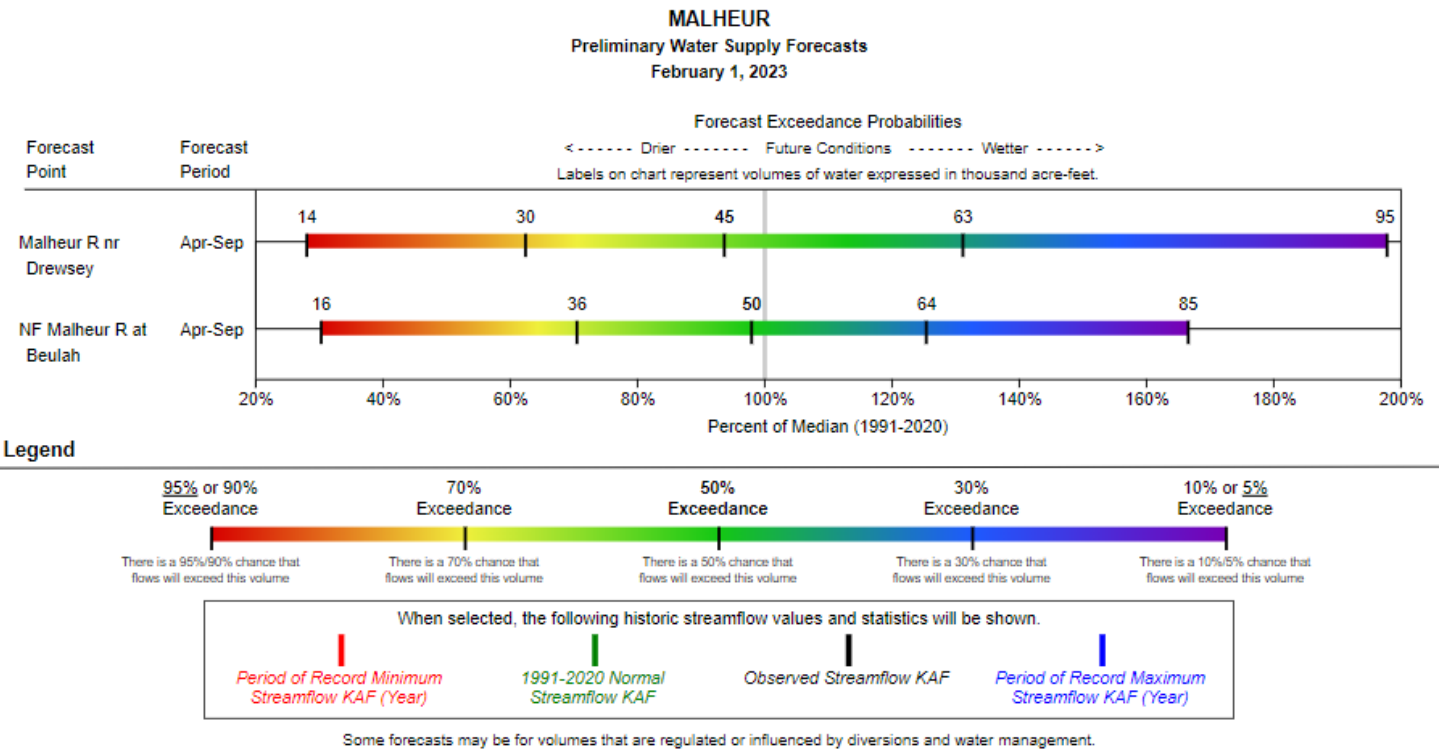 MALHEUR
Preliminary Water Supply Forecasts
February 1, 2023
Forecast Exceedance Probabilities
Forecast Point
Forecast Period
<------ Drier ------- Future Conditions ------- Wetter ------>
Labels on chart represent volumes of water expressed in thousand acre-feet.
14 30 45 63 95
Malheur R nr Apr-Sep
Drewsey
16 36 50 64 85
NF Malheur R at Apr-Sep
Beulah
20% 40% 60% 80% 100% 120% 140% 160% 180% 200%
Percent of Median (1991-2020)
Legend
95% or 90% 70% 50% 30% 10% or 5%
Exceedance Exceedance Exceedance Exceedance Exceedance
There is a 95%/90% chance that There is a 70% chance that There is a 50% chance that There is a 30% chance that There is a 10%/5% chance that
flows will exceed this volume flows will exceed this volume flows will exceed this volume flows will exceed this volume flows will exceed this volume
When selected, the following historic streamflow values and statistics will be shown.
Period of Record Minimum 1991-2020 Normal Observed Streamflow KAF Period of Record Maximum
Streamflow KAF (Year) Streamflow KAF Streamflow KAF (Year)
Some forecasts may be for volumes that are regulated or influenced by diversions and water management.